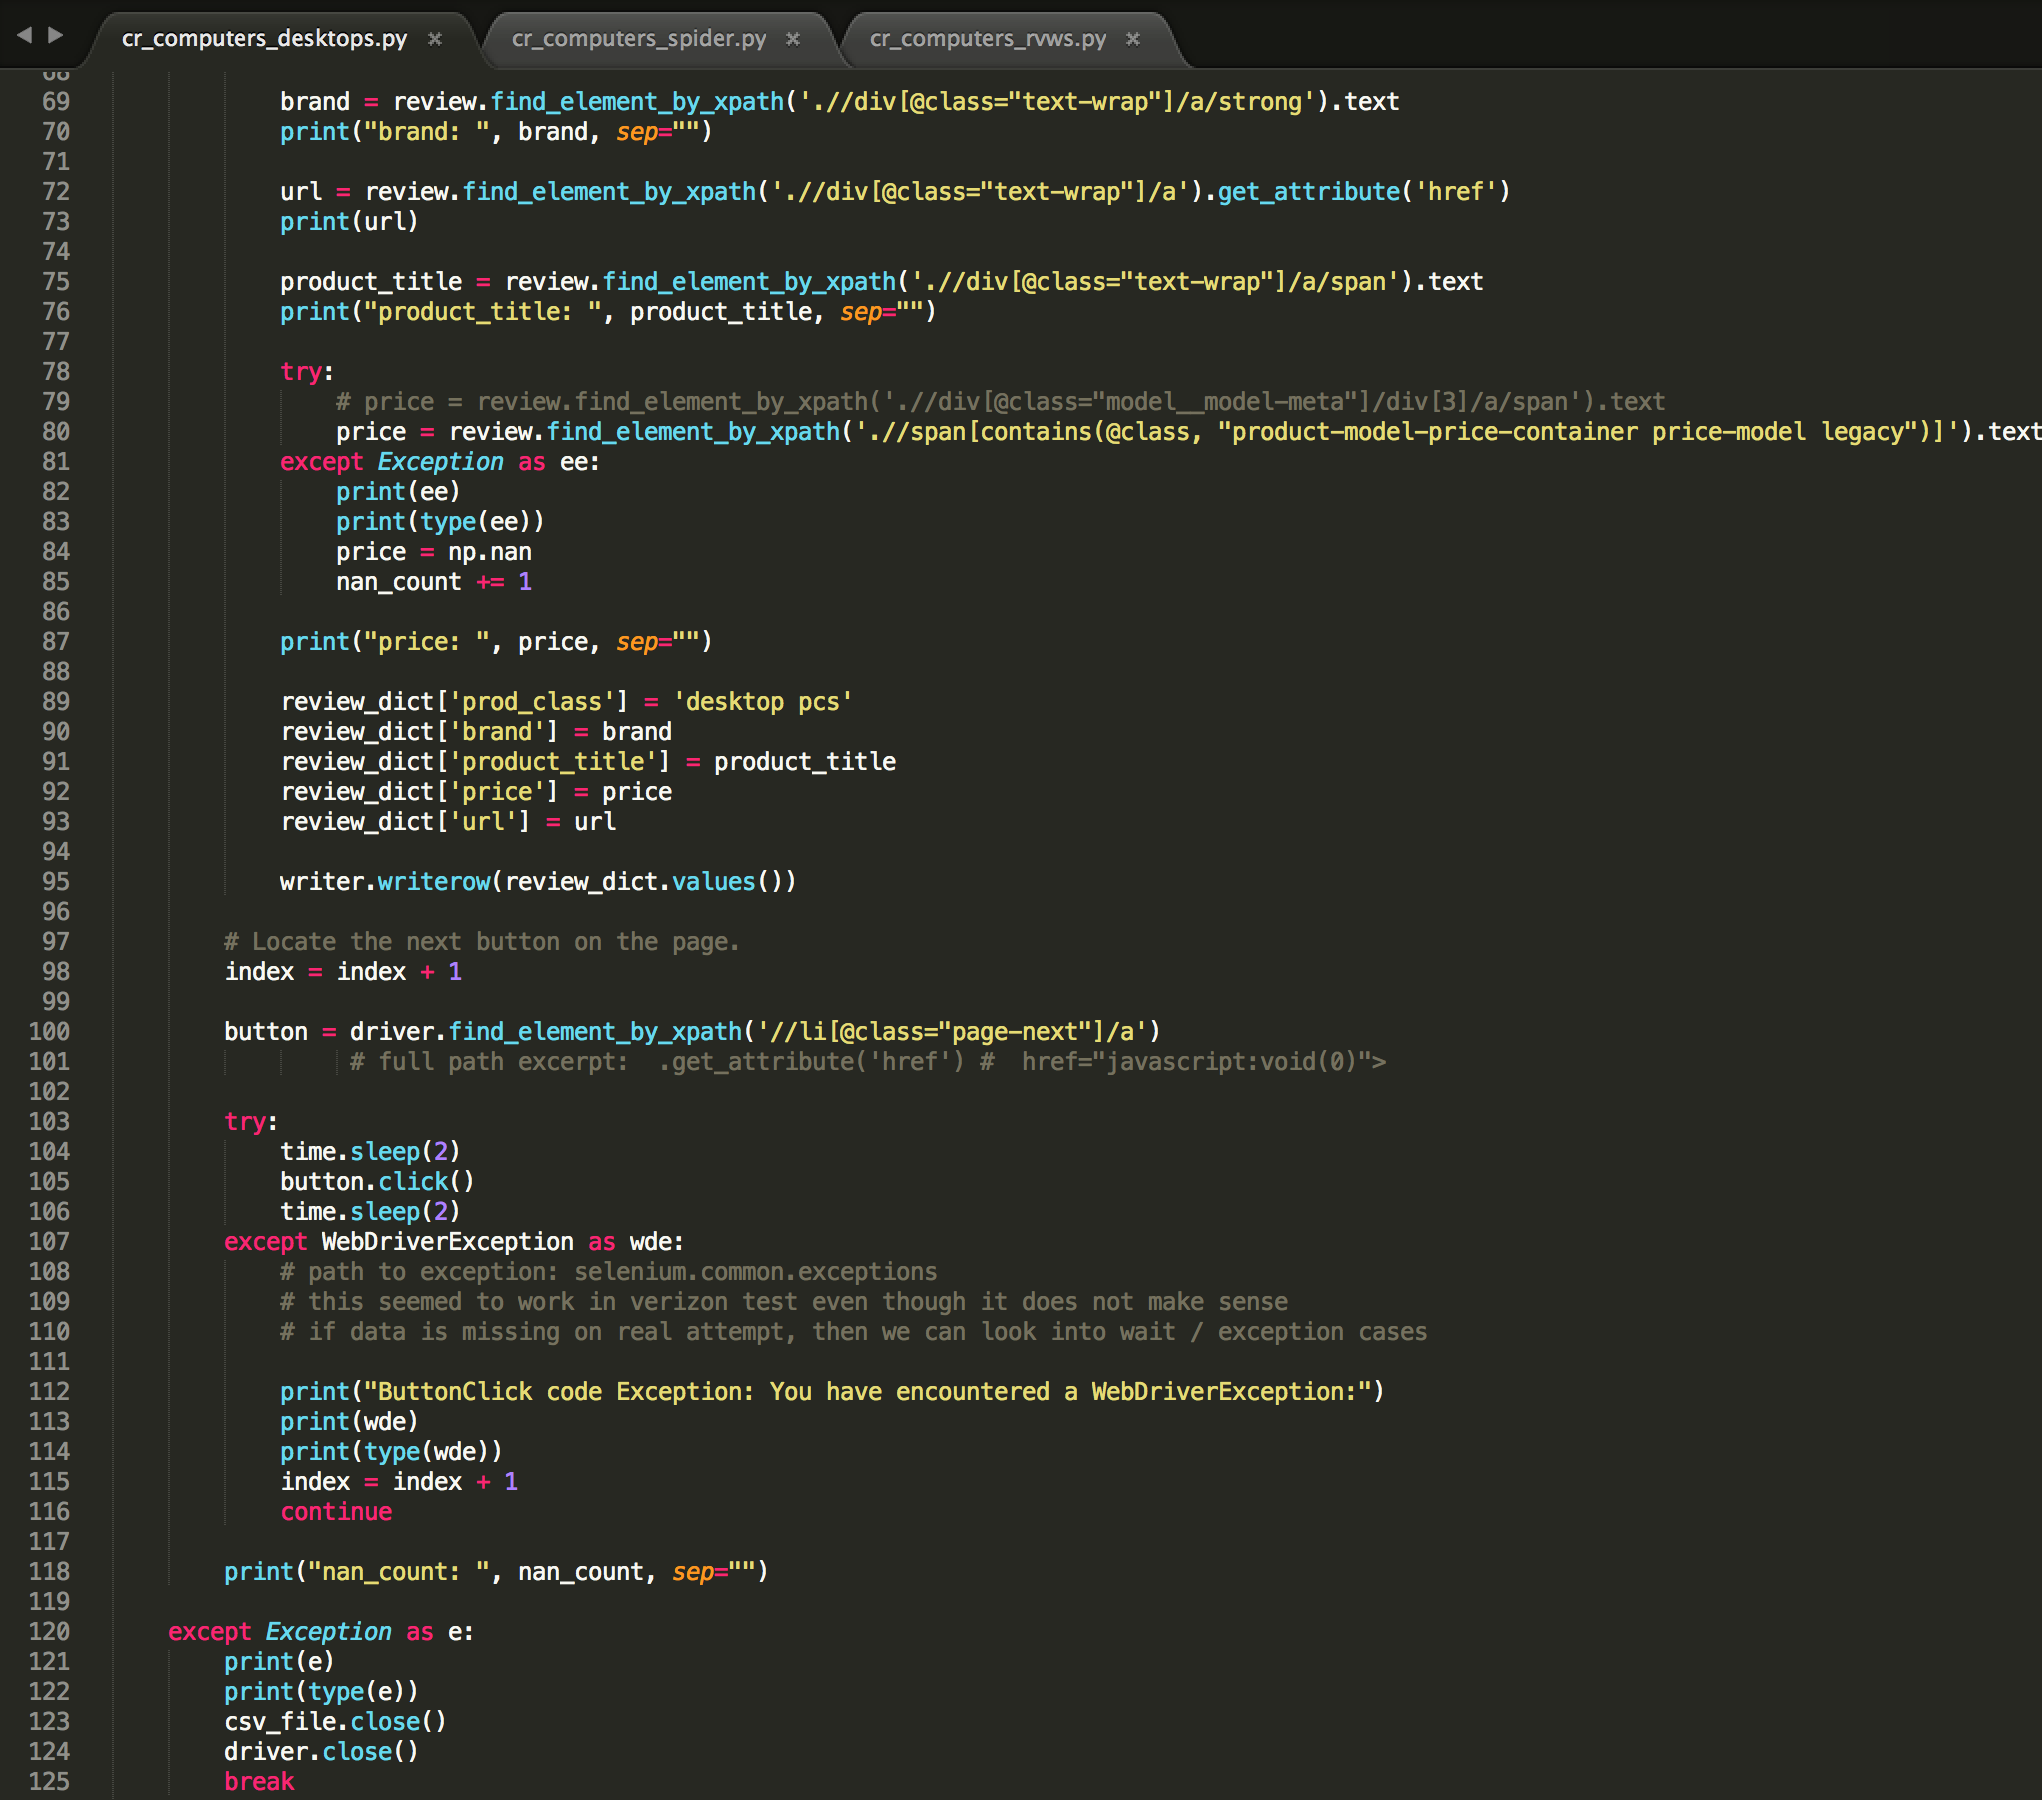 cr_computers_desktops.py × cr_computers_spider.py × cr_computers_rvws.py ×
68
69 brand = review.find_element_by_xpath('.//div[@class="text-wrap"]/a/strong').text
70 print("brand: ", brand, sep="")
71
72 url = review.find_element_by_xpath('.//div[@class="text-wrap"]/a').get_attribute('href')
73 print(url)
74
75 product_title = review.find_element_by_xpath('.//div[@class="text-wrap"]/a/span').text
76 print("product_title: ", product_title, sep="")
77
78 try:
79 # price = review.find_element_by_xpath('.//div[@class="model__model-meta"]/div[3]/a/span').text
80 price = review.find_element_by_xpath('.//span[contains(@class, "product-model-price-container price-model legacy")]').text
81 except Exception as ee:
82 print(ee)
83 print(type(ee))
84 price = np.nan
85 nan_count += 1
86
87 print("price: ", price, sep="")
88
89 review_dict['prod_class'] = 'desktop pcs'
90 review_dict['brand'] = brand
91 review_dict['product_title'] = product_title
92 review_dict['price'] = price
93 review_dict['url'] = url
94
95 writer.writerow(review_dict.values())
96
97 # Locate the next button on the page.
98 index = index + 1
99
100 button = driver.find_element_by_xpath('//li[@class="page-next"]/a')
101 # full path excerpt:  .get_attribute('href') #  href="javascript:void(0)">
102
103 try:
104 time.sleep(2)
105 button.click()
106 time.sleep(2)
107 except WebDriverException as wde:
108 # path to exception: selenium.common.exceptions
109 # this seemed to work in verizon test even though it does not make sense
110 # if data is missing on real attempt, then we can look into wait / exception cases
111
112 print("ButtonClick code Exception: You have encountered a WebDriverException:")
113 print(wde)
114 print(type(wde))
115 index = index + 1
116 continue
117
118 print("nan_count: ", nan_count, sep="")
119
120 except Exception as e:
121 print(e)
122 print(type(e))
123 csv_file.close()
124 driver.close()
125 break